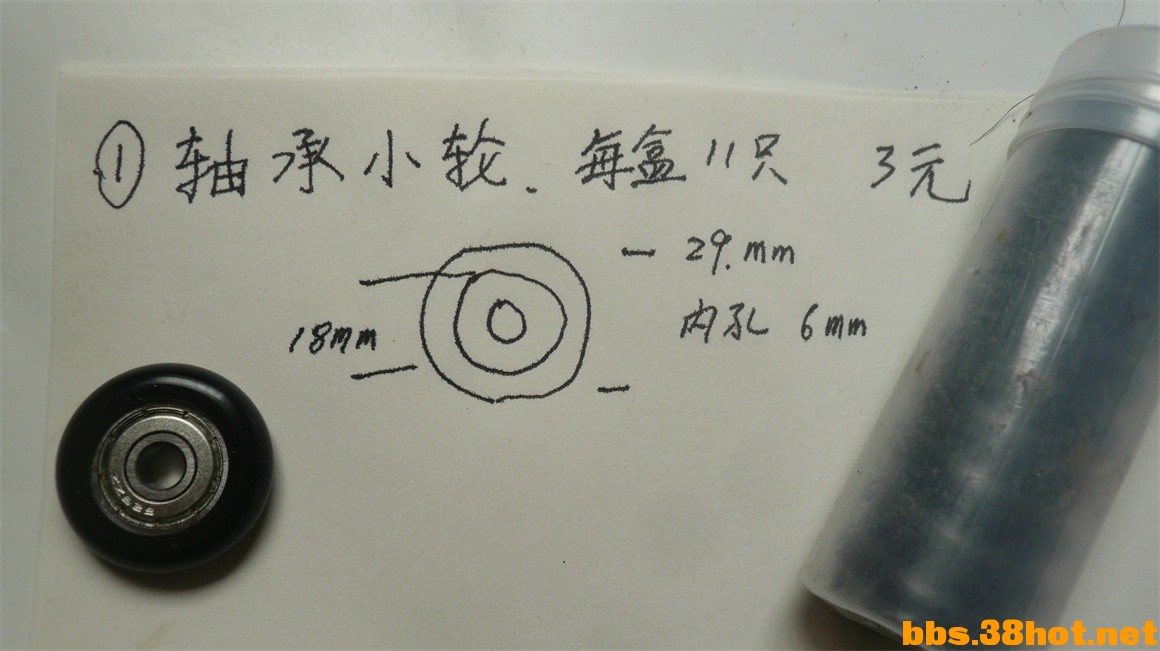 ① 轴承小轮. 每盒11只 3元
29.mm
18mm
内孔 6mm
bbs.38hot.net